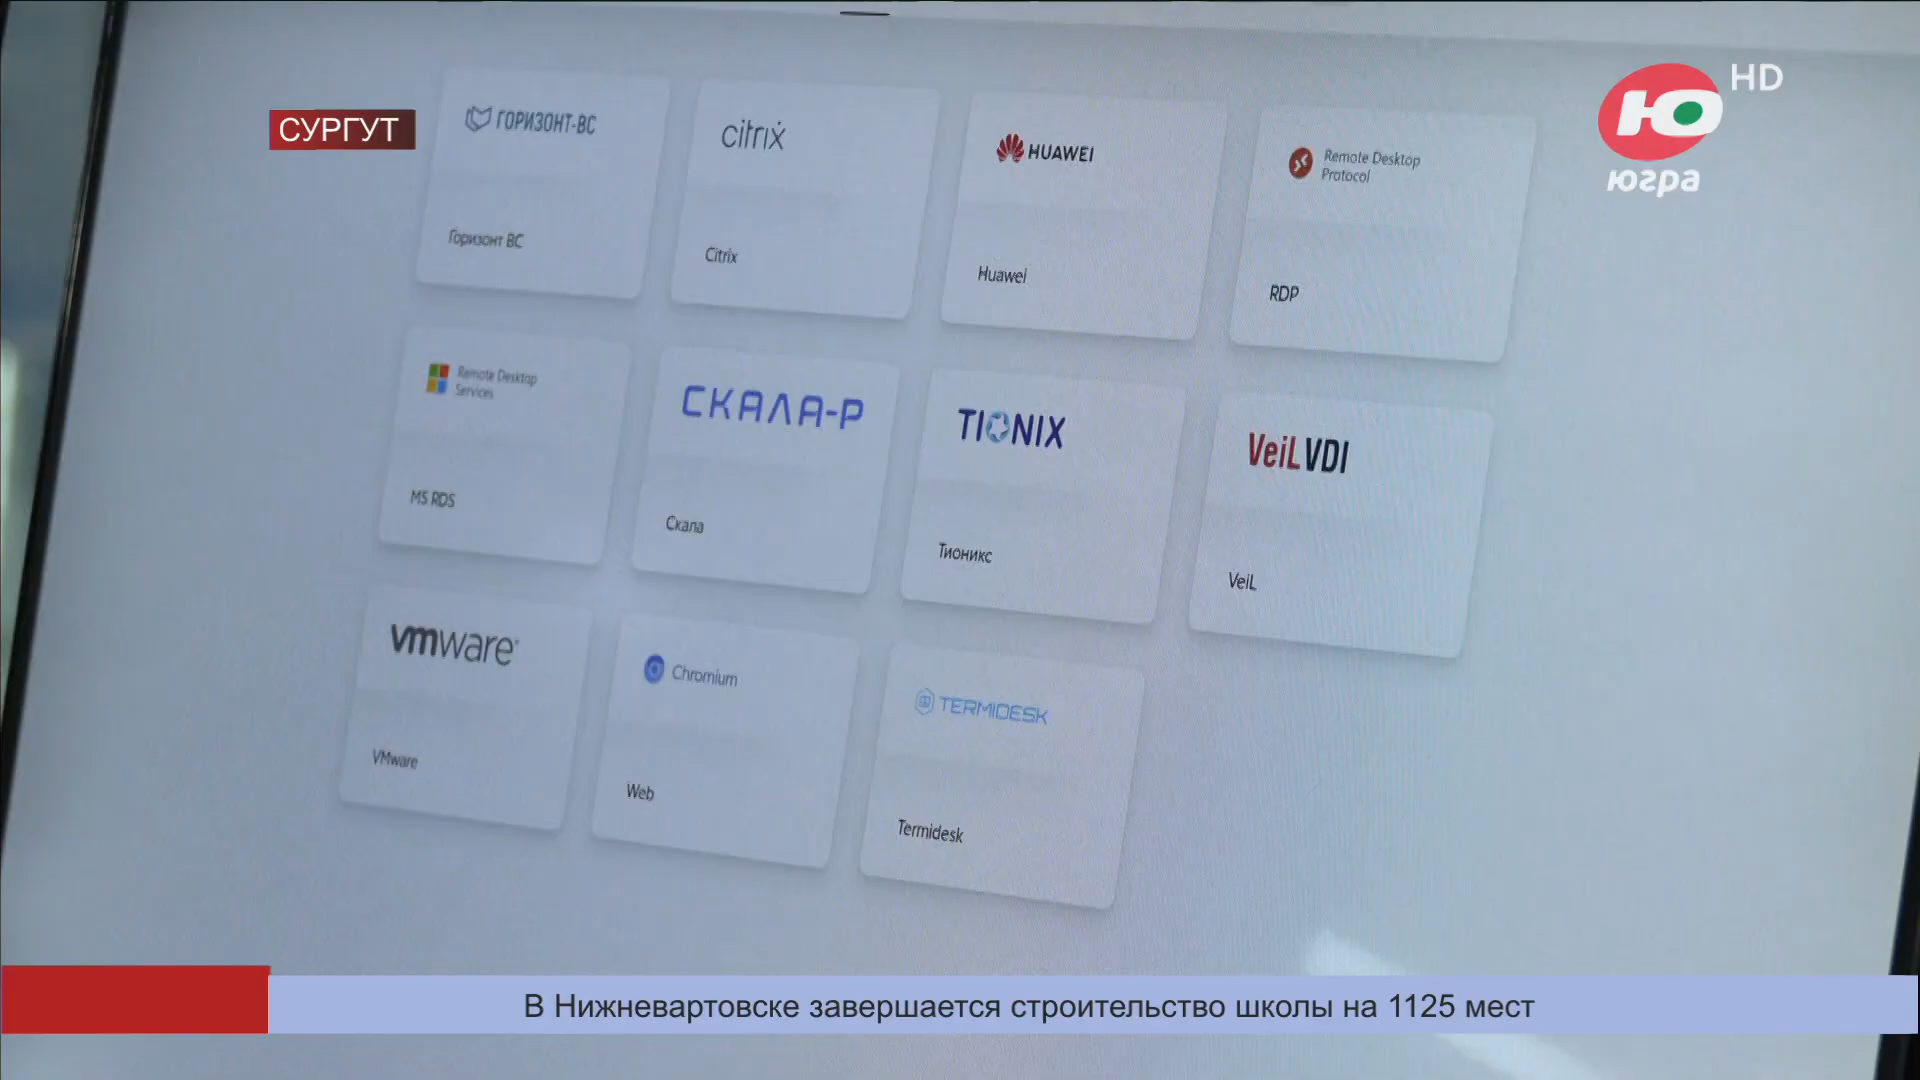 СУРГУТ
HD
Ю
югра
ГОРИЗОНТ-ВС
Горизонт ВС
citrix
Citrix
HUAWEI
Huawei
Remote Desktop
Protocol
RDP
Remote Desktop
Services
MS RDS
СКАЛА-Р
Скала
TIONIX
Тионикс
VeiL VDI
VeiL
vmware®
VMware
Chromium
Web
TERMIDESK
Termidesk
В Нижневартовске завершается строительство школы на 1125 мест